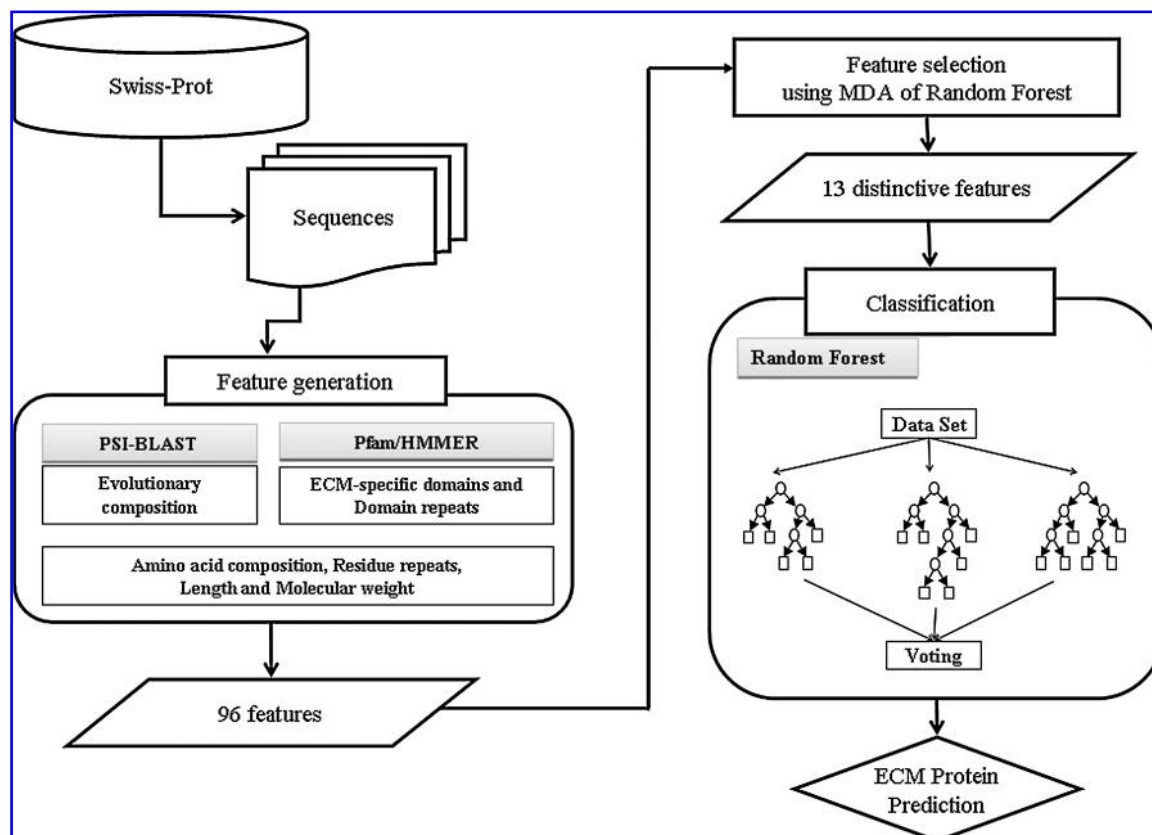 Swiss-Prot
Sequences
Feature generation
PSI-BLAST
Evolutionary
composition
Pfam/HMMER
ECM-specific domains and
Domain repeats
Amino acid composition, Residue repeats,
Length and Molecular weight
96 features
Feature selection
using MDA of Random Forest
13 distinctive features
Classification
Random Forest
Data Set
Voting
ECM Protein
Prediction